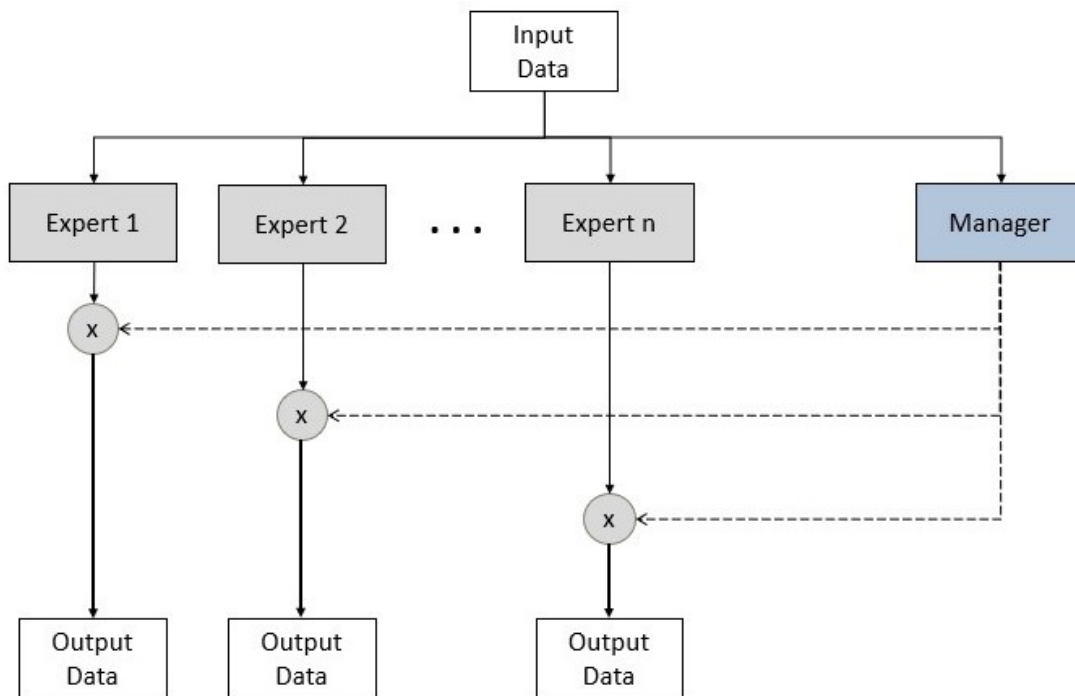 Input
Data
Expert 1
Expert 2
...
Expert n
Manager
x
x
x
Output
Data
Output
Data
Output
Data